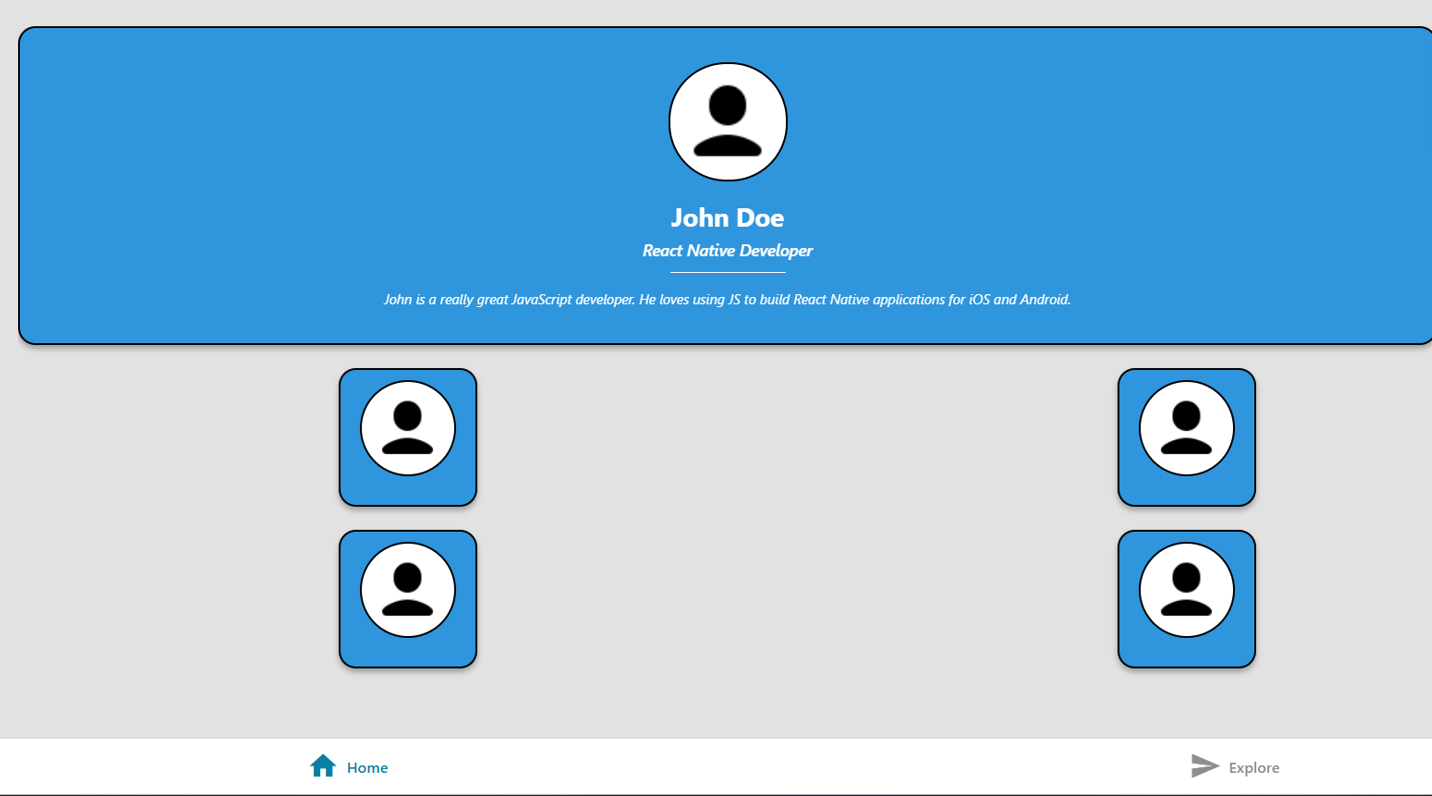 John Doe
React Native Developer
John is a really great JavaScript developer. He loves using JS to build React Native applications for iOS and Android.
Home
Explore